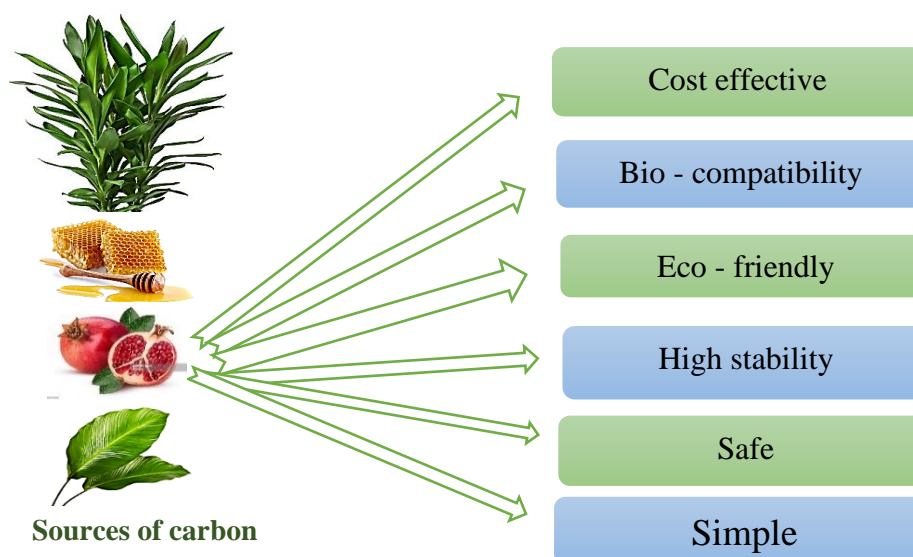 Cost effective
Bio - compatibility
Eco - friendly
High stability
Safe
Simple
Sources of carbon